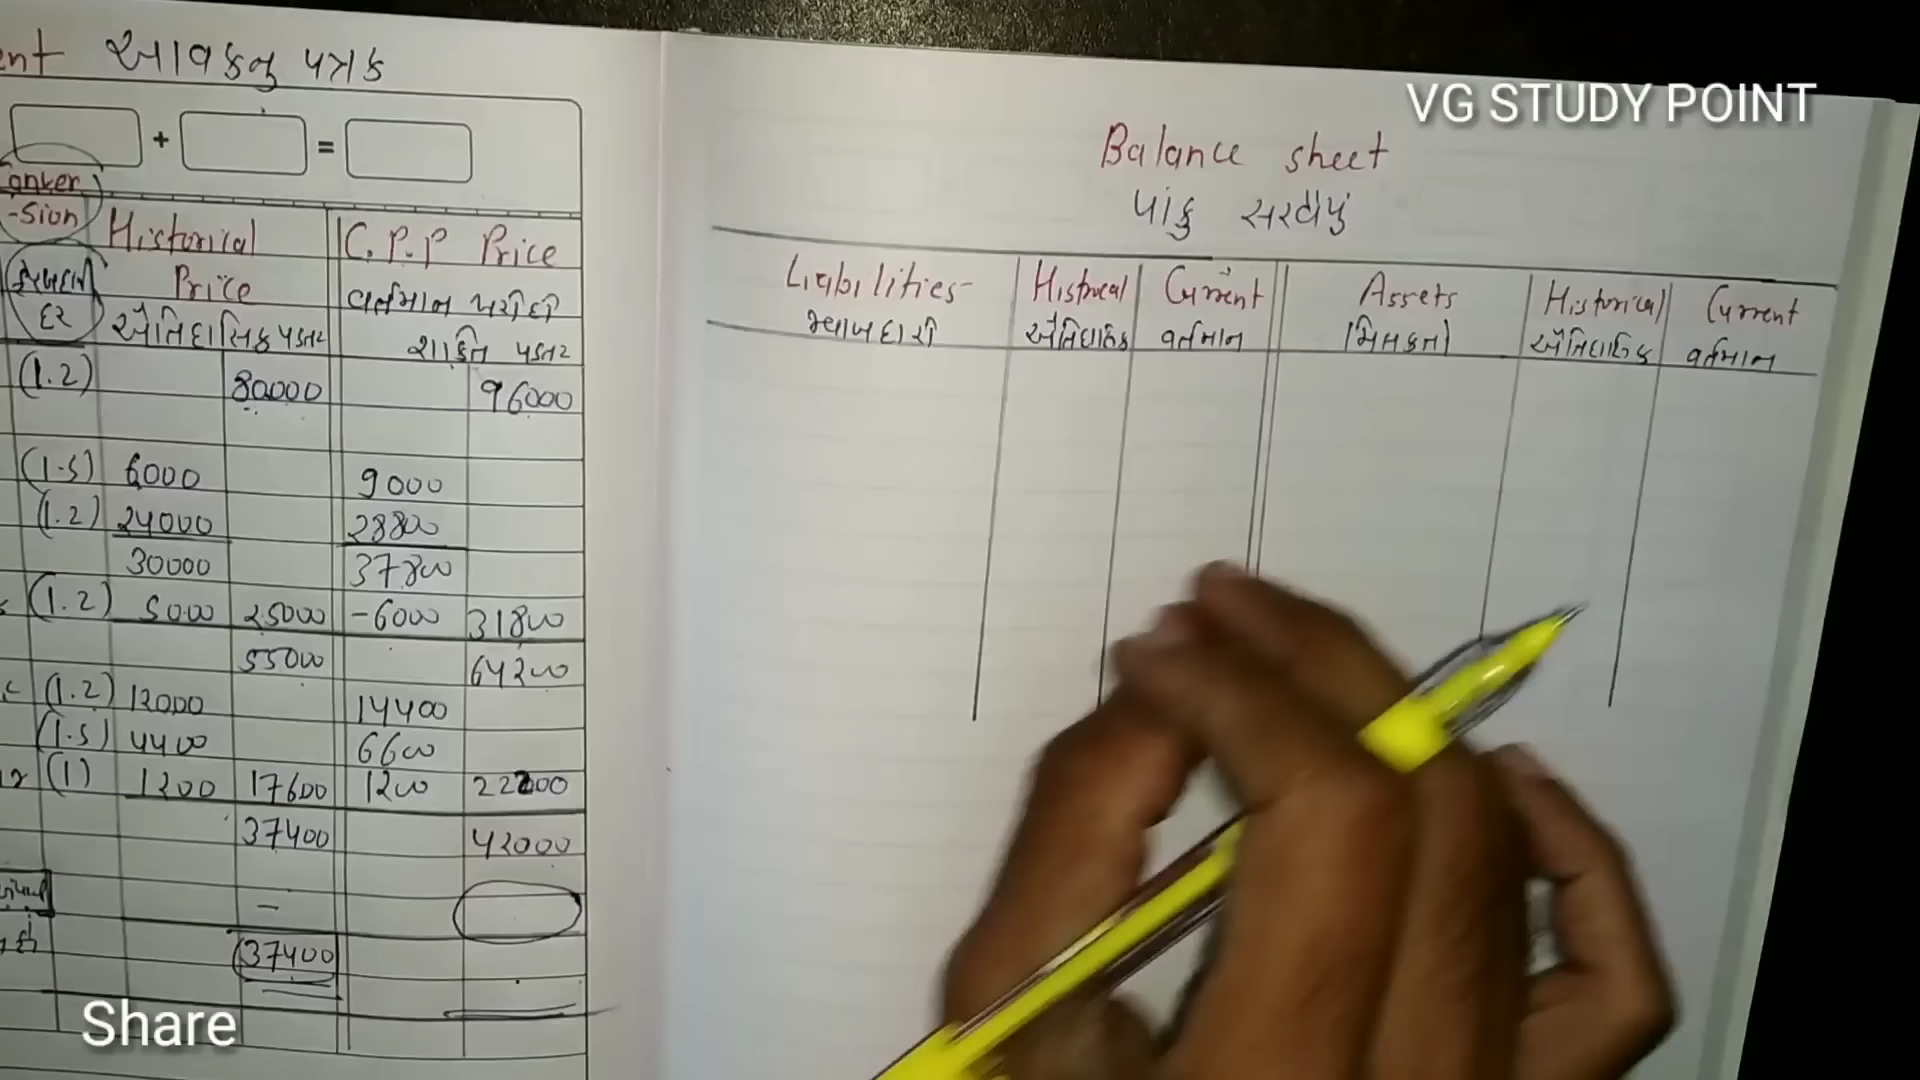 ent આવકનુ પત્રક
+ =
Conver
-sion Historical C.P.P Price
Price વર્તમાન ખરીદી
દર ઐતિહાસિક પડતર શક્તિ પડતર
(1.2) 80000 96000
(1.5) 6000 9000
(1.2) 24000 28800
30000 37800
(1.2) 5000 25000 -6000 31800
55000 64200
(1.2) 12000 14400
(1.5) 4400 6600
(1) 1200 17600 1200 22200
37400 42000
-
37400
Share
VG STUDY POINT
Balance sheet
પાકુ સરવૈયું
Liabilities Historical Current Assets Historical Current
જવાબદારી ઐતિહાસિક વર્તમાન મિલકતો ઐતિહાસિક વર્તમાન